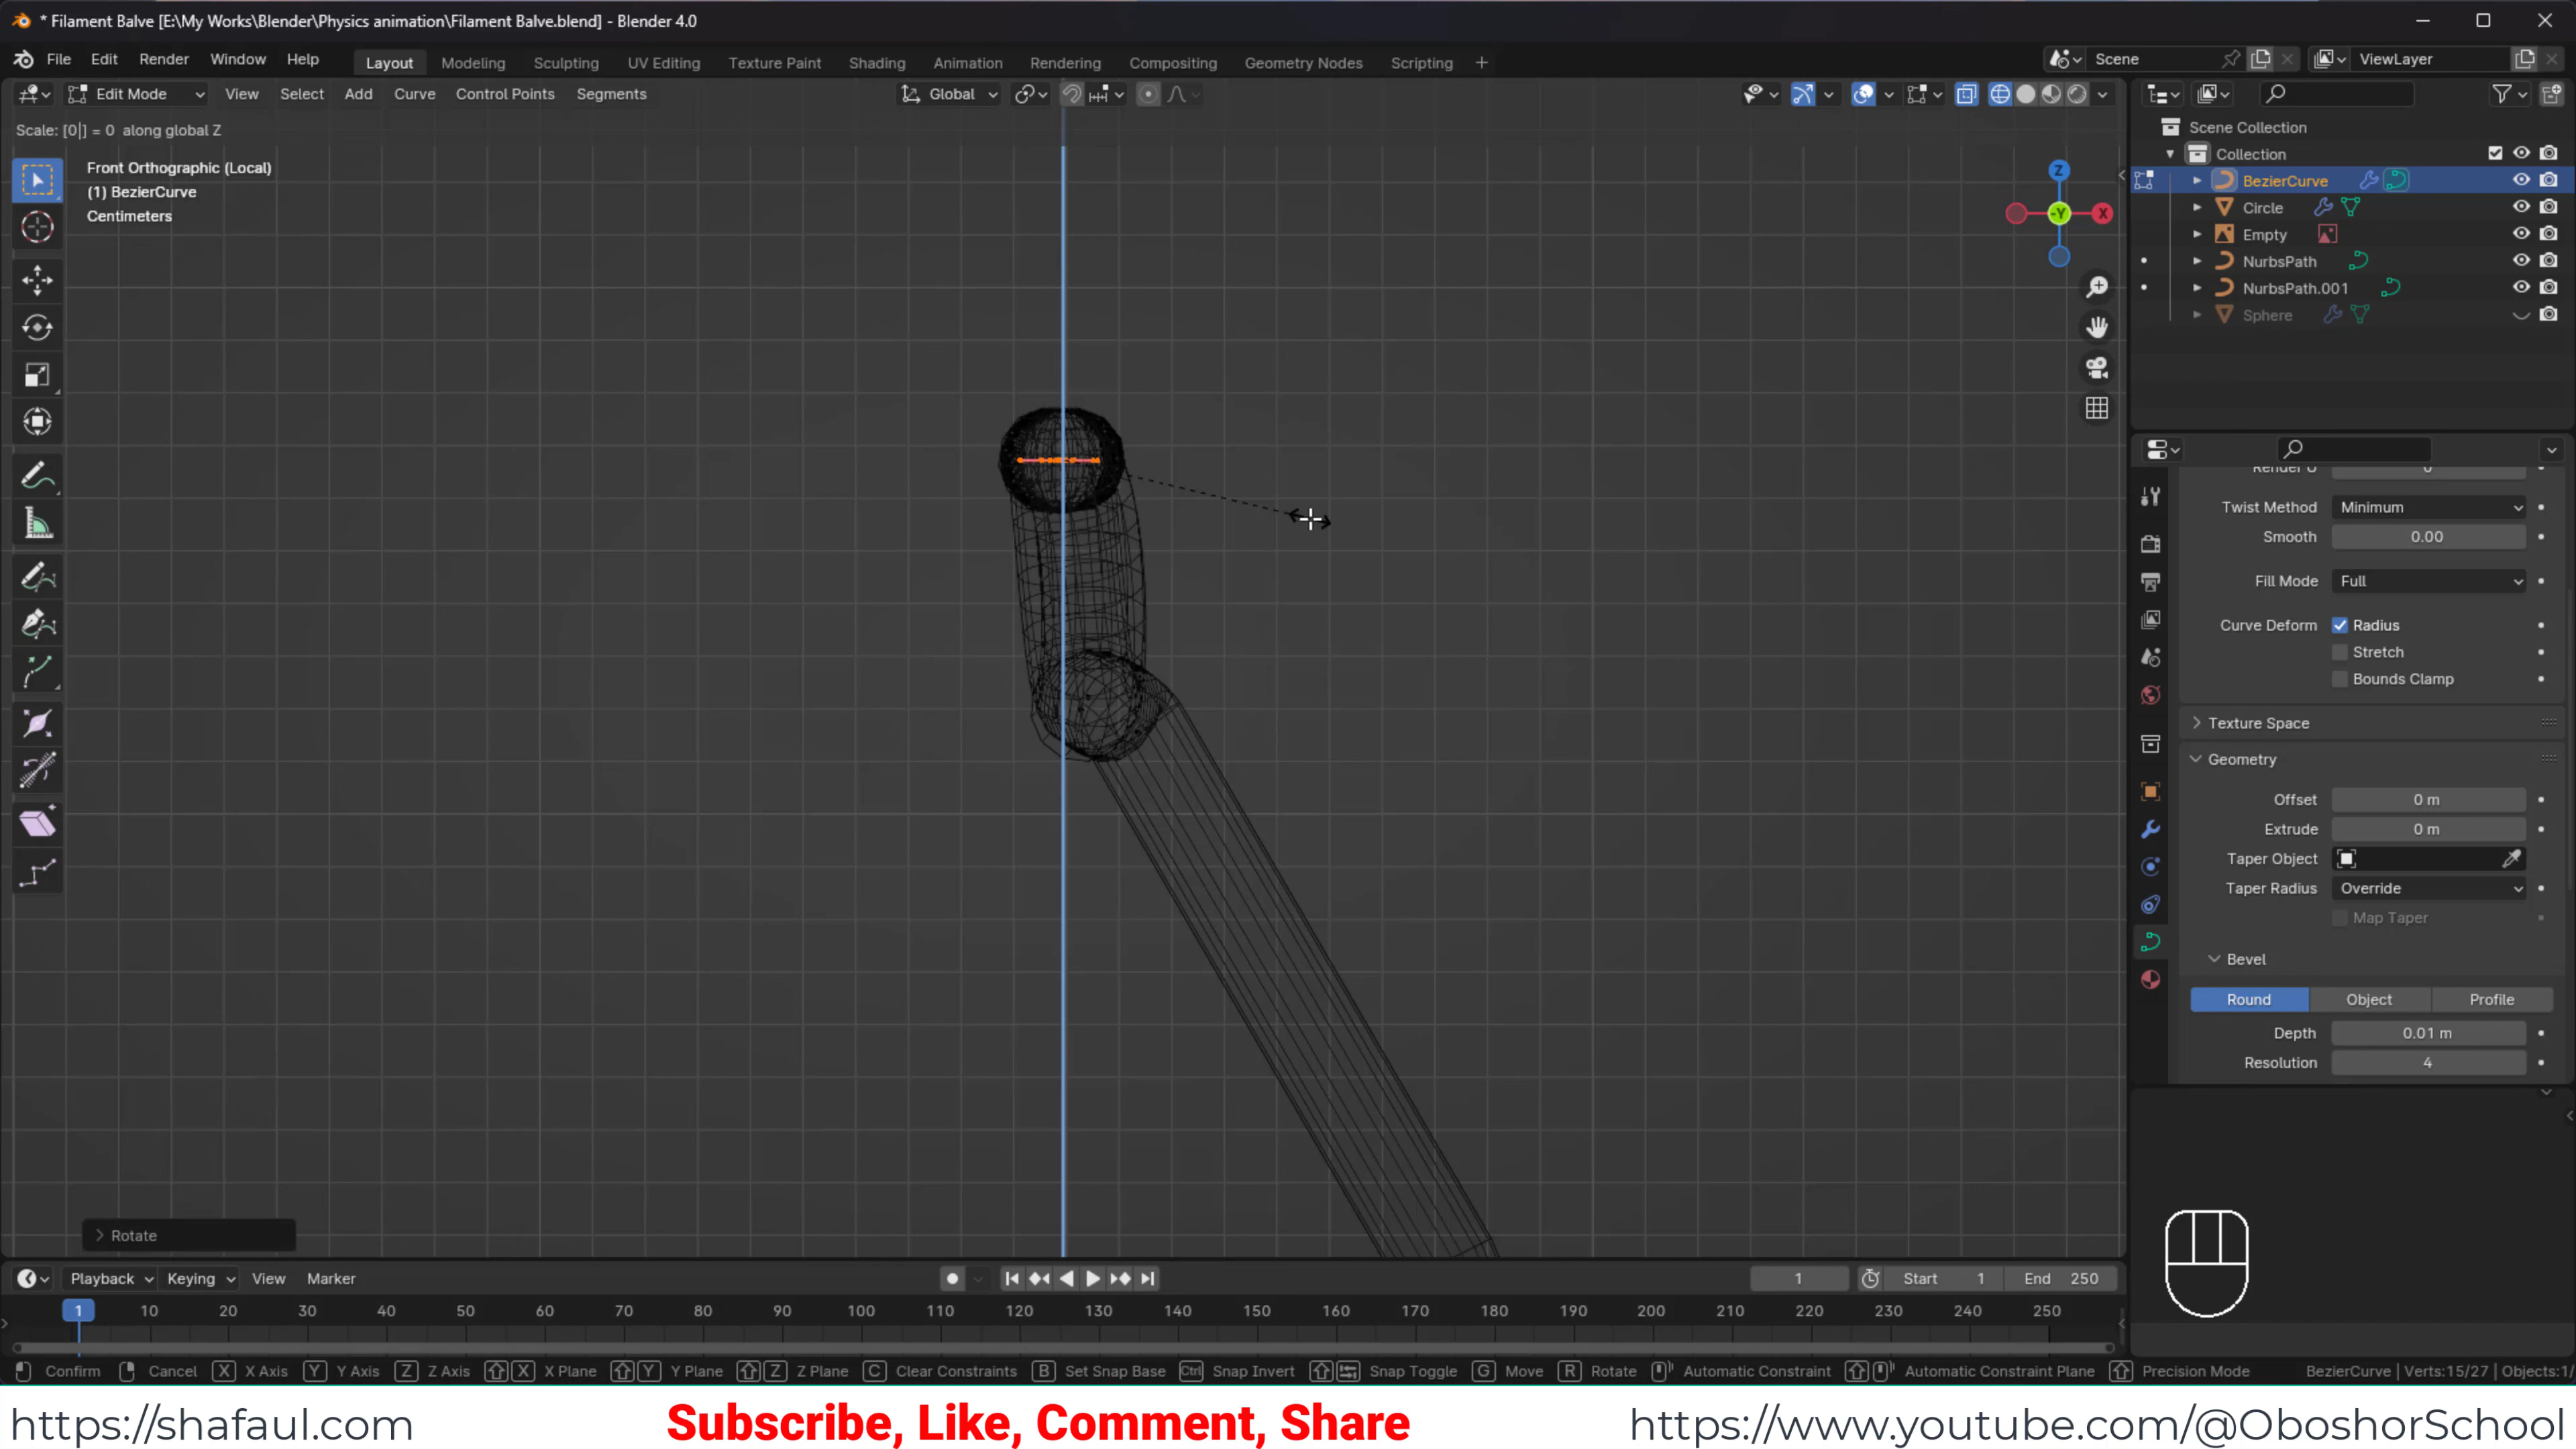 * Filament Balve [E:\My Works\Blender\Physics animation\Filament Balve.blend] - Blender 4.0
File Edit Render Window Help Layout Modeling Sculpting UV Editing Texture Paint Shading Animation Rendering Compositing Geometry Nodes Scripting + Scene ViewLayer
Edit Mode View Select Add Curve Control Points Segments Global
Scale: [0|] = 0 along global Z
Front Orthographic (Local)
(1) BezierCurve
Centimeters
Z
-Y
X
Scene Collection
Collection
BezierCurve
Circle
Empty
NurbsPath
NurbsPath.001
Sphere
Render U 0
Twist Method Minimum
Smooth 0.00
Fill Mode Full
Curve Deform Radius
Stretch
Bounds Clamp
Texture Space
Geometry
Offset 0 m
Extrude 0 m
Taper Object
Taper Radius Override
Map Taper
Bevel
Round Object Profile
Depth 0.01 m
Resolution 4
Rotate
Playback Keying View Marker 1 Start 1 End 250
1 10 20 30 40 50 60 70 80 90 100 110 120 130 140 150 160 170 180 190 200 210 220 230 240 250
Confirm Cancel X X Axis Y Y Axis Z Z Axis X X Plane Y Y Plane Z Z Plane C Clear Constraints B Set Snap Base Ctrl Snap Invert Snap Toggle G Move R Rotate Automatic Constraint Automatic Constraint Plane Precision Mode BezierCurve | Verts:15/27 | Objects:1/
https://shafaul.com Subscribe, Like, Comment, Share https://www.youtube.com/@OboshorSchool